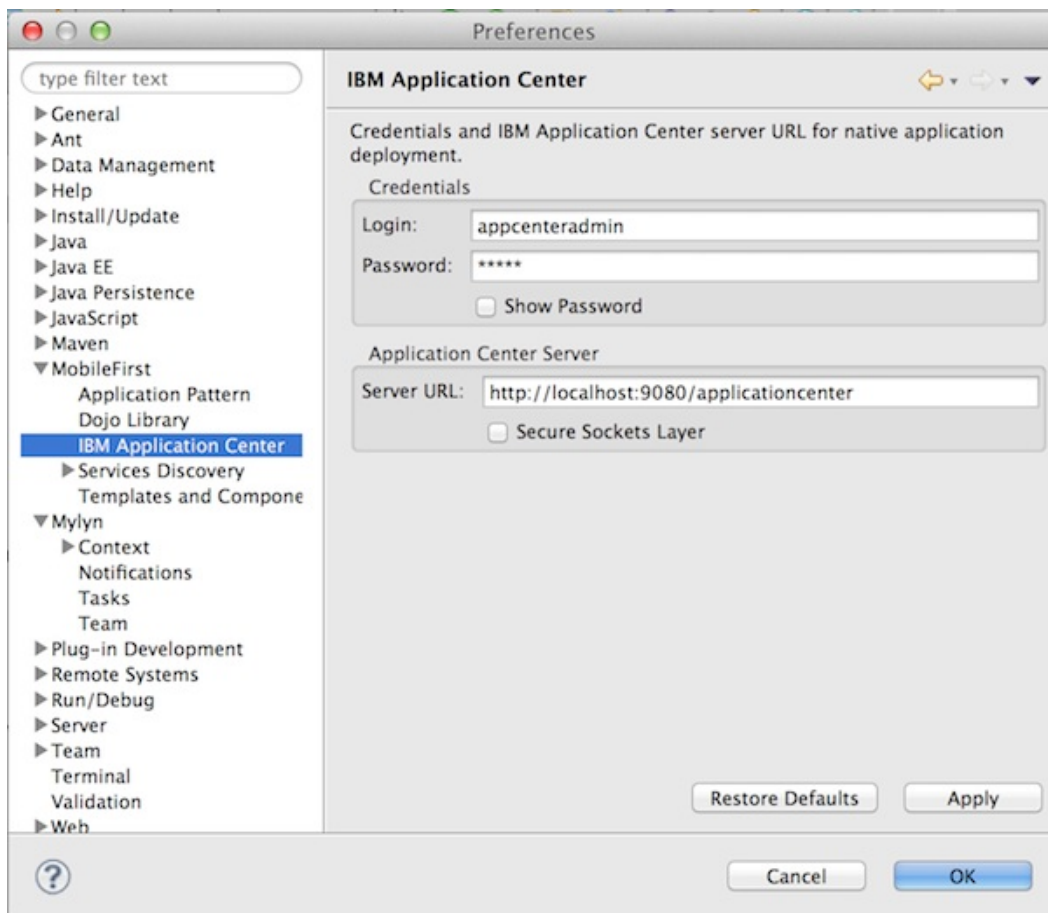 Preferences
type filter text
General
Ant
Data Management
Help
Install/Update
Java
Java EE
Java Persistence
JavaScript
Maven
MobileFirst
Application Pattern
Dojo Library
IBM Application Center
Services Discovery
Templates and Compone
Mylyn
Context
Notifications
Tasks
Team
Plug-in Development
Remote Systems
Run/Debug
Server
Team
Terminal
Validation
Web
IBM Application Center
Credentials and IBM Application Center server URL for native application
deployment.
Credentials
Login: appcenteradmin
Password: *****
Show Password
Application Center Server
Server URL: http://localhost:9080/applicationcenter
Secure Sockets Layer
Restore Defaults Apply
? Cancel OK